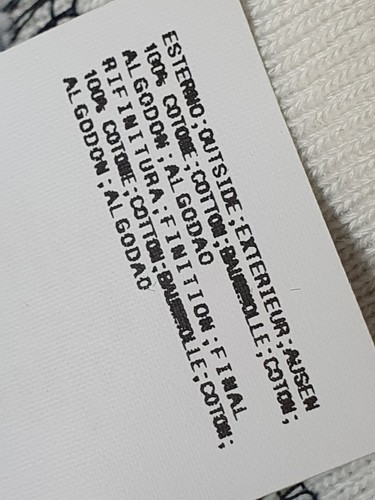 ESTERNO;OUTSIDE;EXTERIEUR;AUSEN
100% COTONE;COTTON;BAUMWOLLE;COTON;
ALGODON;ALGODAO
RIFINITURA;FINITION;FINAL
100% COTONE;COTTON;BAUMWOLLE;COTON;
ALGODON;ALGODAO